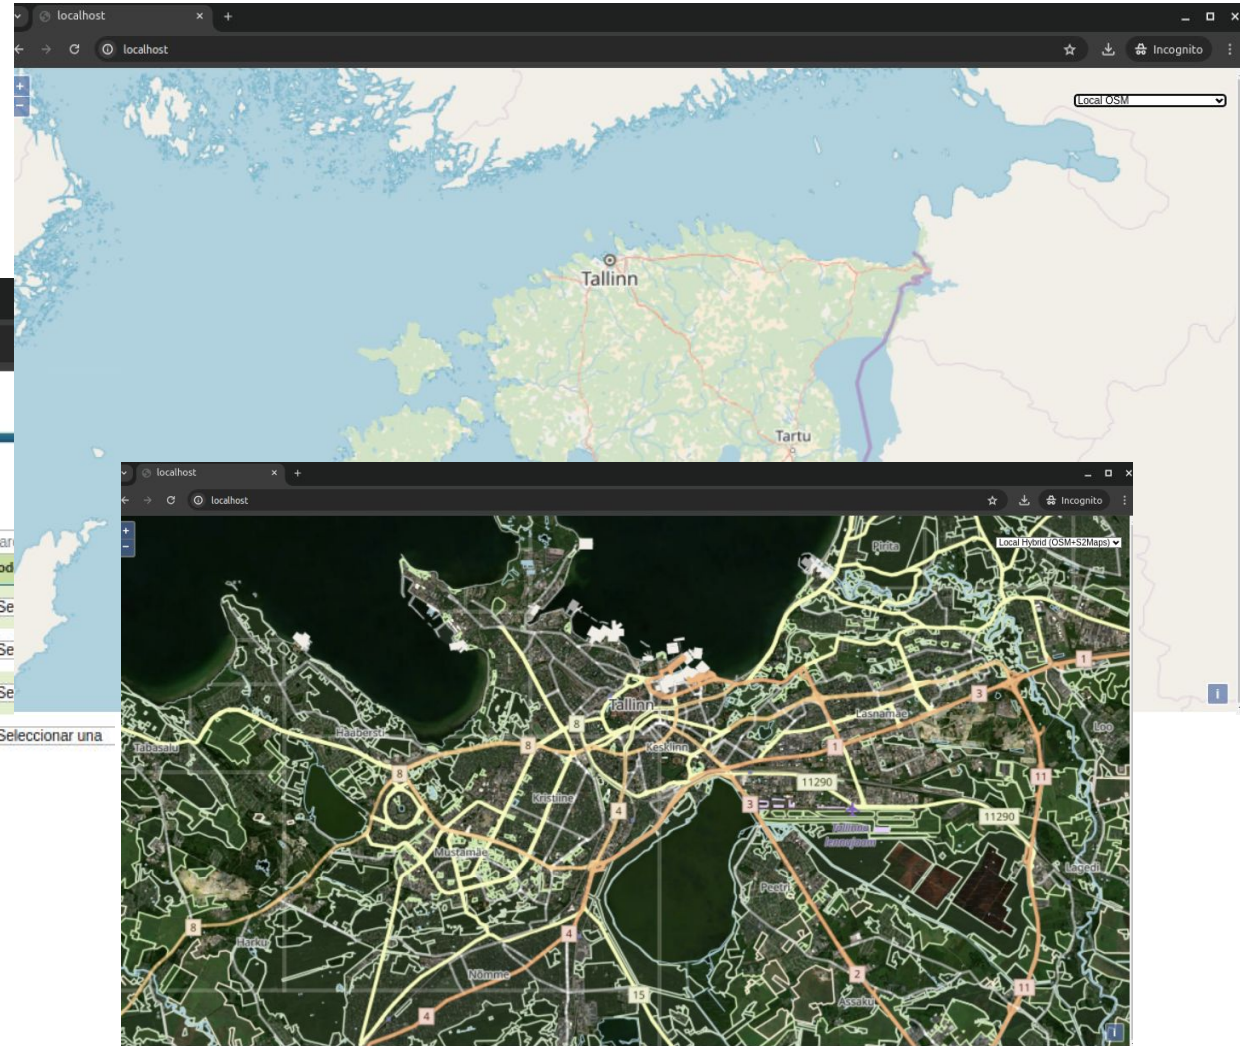 localhost
localhost
Incognito
Local OSM
Tallinn
Tartu
localhost
localhost
Incognito
Local Hybrid (OSM+S2Maps)
Pirita
1
3
Tallinn
8
Lasnamäe
Loo
Haabersti
8
Kesklinn
1
Tabasalu
8
11290
11
Kristiine
4
3
11290
Tallinna
lennujaam
Mustamäe
Lagedi
Peetri
8
4
Harku
Nõmme
2
11
15
Assaku
4
i
i
Se
Se
Se
Seleccionar una